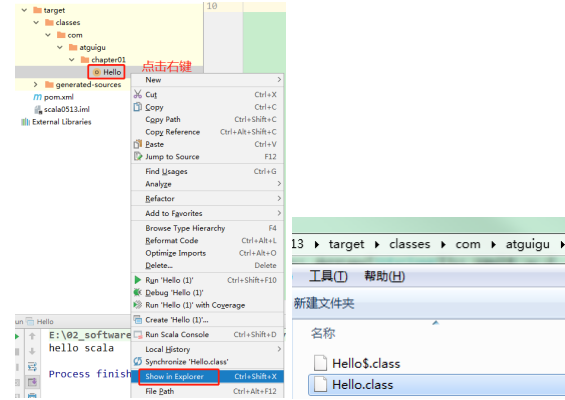 target
classes
com
atguigu
chapter01
Hello
generated-sources
pom.xml
scala0513.iml
External Libraries
10
点击右键
New
Cut Ctrl+X
Copy Ctrl+C
Copy Path Ctrl+Shift+C
Copy Reference Ctrl+Alt+Shift+C
Paste Ctrl+V
Jump to Source F12
Find Usages Ctrl+G
Analyze
Refactor
Add to Favorites
Browse Type Hierarchy F4
Reformat Code Ctrl+Alt+L
Optimize Imports Ctrl+Alt+O
Delete... Delete
Run 'Hello (1)' Ctrl+Shift+F10
Debug 'Hello (1)'
Run 'Hello (1)' with Coverage
Create 'Hello (1)'...
Run Scala Console Ctrl+Shift+D
Local History
Synchronize 'Hello.class'
Show in Explorer Ctrl+Shift+X
File Path Ctrl+Alt+F12
un Hello
E:\02_software
hello scala
Process finish
13 target classes com atguigu
工具(T) 帮助(H)
新建文件夹
名称
Hello$.class
Hello.class